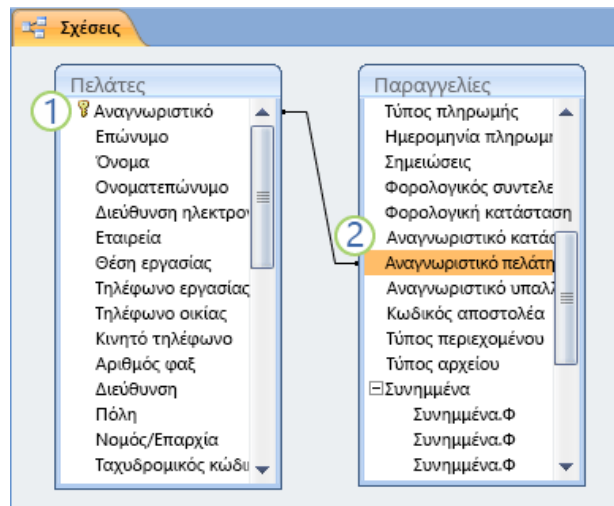 Σχέσεις
Πελάτες
1
Αναγνωριστικό
Επώνυμο
Όνομα
Ονοματεπώνυμο
Διεύθυνση ηλεκτρον
Εταιρεία
Θέση εργασίας
Τηλέφωνο εργασίας
Τηλέφωνο οικίας
Κινητό τηλέφωνο
Αριθμός φαξ
Διεύθυνση
Πόλη
Νομός/Επαρχία
Ταχυδρομικός κώδι
Παραγγελίες
Τύπος πληρωμής
Ημερομηνία πληρωμ
Σημειώσεις
Φορολογικός συντελε
Φορολογική κατάσταση
2
Αναγνωριστικό κατάσ
Αναγνωριστικό πελάτη
Αναγνωριστικό υπαλλ
Κωδικός αποστολέα
Τύπος περιεχομένου
Τύπος αρχείου
Συνημμένα
Συνημμένα.Φ
Συνημμένα.Φ
Συνημμένα.Φ